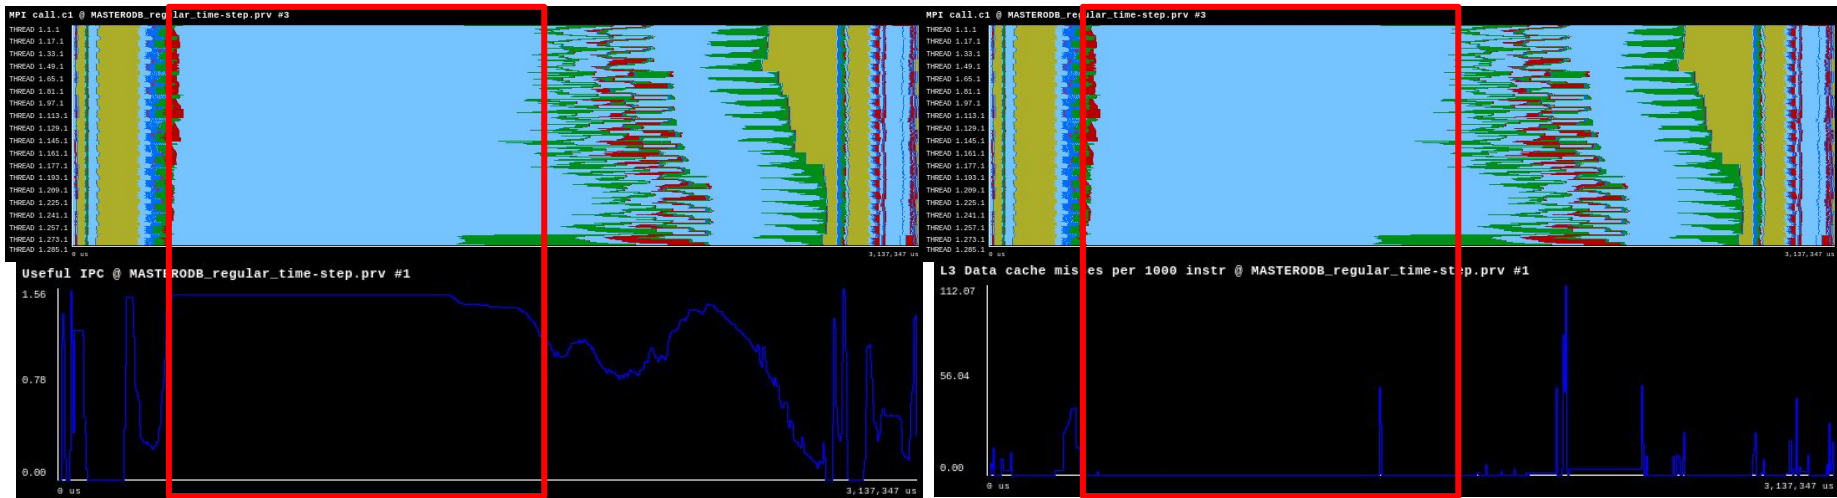 MPI call.c1 @ MASTERODB_regular_time-step.prv #3
THREAD 1.1.1
THREAD 1.17.1
THREAD 1.33.1
THREAD 1.49.1
THREAD 1.65.1
THREAD 1.81.1
THREAD 1.97.1
THREAD 1.113.1
THREAD 1.129.1
THREAD 1.145.1
THREAD 1.161.1
THREAD 1.177.1
THREAD 1.193.1
THREAD 1.209.1
THREAD 1.225.1
THREAD 1.241.1
THREAD 1.257.1
THREAD 1.273.1
THREAD 1.285.1
0 us
3,137,347 us
MPI call.c1 @ MASTERODB_regular_time-step.prv #3
THREAD 1.1.1
THREAD 1.17.1
THREAD 1.33.1
THREAD 1.49.1
THREAD 1.65.1
THREAD 1.81.1
THREAD 1.97.1
THREAD 1.113.1
THREAD 1.129.1
THREAD 1.145.1
THREAD 1.161.1
THREAD 1.177.1
THREAD 1.193.1
THREAD 1.209.1
THREAD 1.225.1
THREAD 1.241.1
THREAD 1.257.1
THREAD 1.273.1
THREAD 1.285.1
0 us
3,137,347 us
Useful IPC @ MASTERODB_regular_time-step.prv #1
1.56
0.78
0.00
0 us
3,137,347 us
L3 Data cache misses per 1000 instr @ MASTERODB_regular_time-step.prv #1
112.07
56.04
0.00
0 us
3,137,347 us